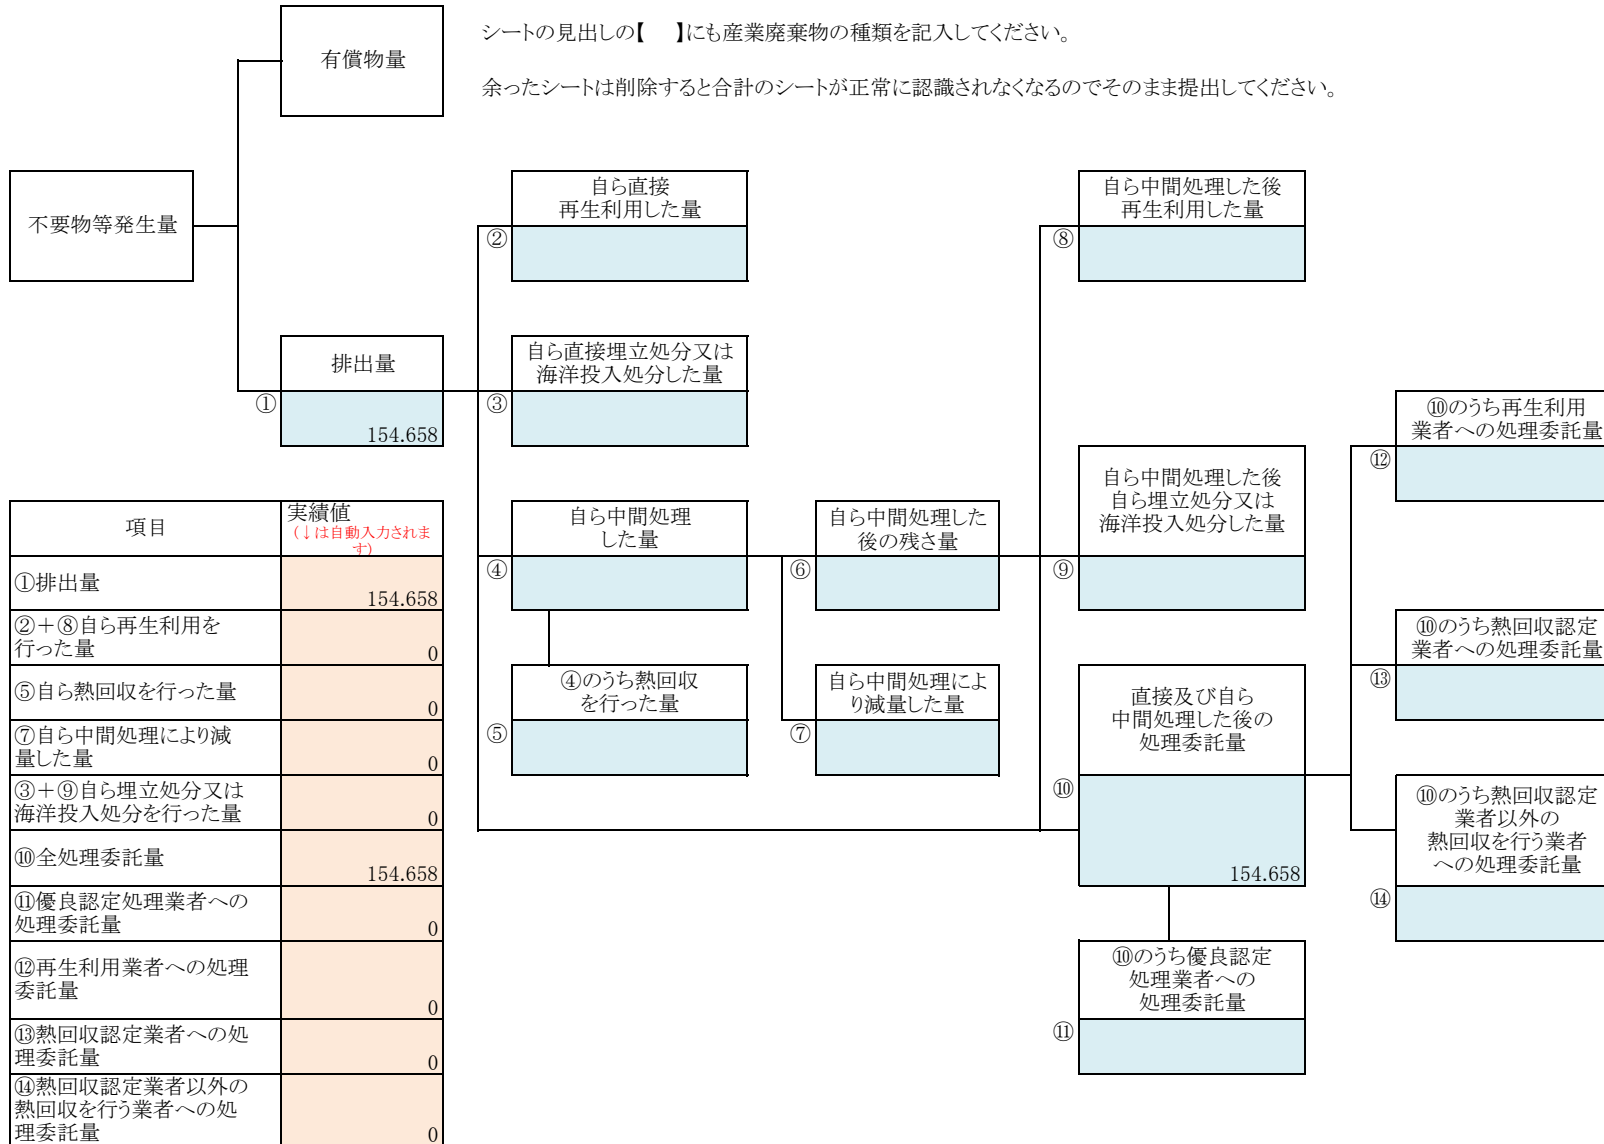 シートの見出しの【　】にも産業廃棄物の種類を記入してください。
余ったシートは削除すると合計のシートが正常に認識されなくなるのでそのまま提出してください。
有償物量
不要物等発生量
排出量
①
154.658
自ら直接
再生利用した量
②
自ら直接埋立処分又は
海洋投入処分した量
③
自ら中間処理
した量
④
④のうち熱回収
を行った量
⑤
自ら中間処理した
後の残さ量
⑥
自ら中間処理によ
り減量した量
⑦
自ら中間処理した後
再生利用した量
⑧
自ら中間処理した後
自ら埋立処分又は
海洋投入処分した量
⑨
直接及び自ら
中間処理した後の
処理委託量
⑩
154.658
⑩のうち優良認定
処理業者への
処理委託量
⑪
⑩のうち再生利用
業者への処理委託量
⑫
⑩のうち熱回収認定
業者への処理委託量
⑬
⑩のうち熱回収認定
業者以外の
熱回収を行う業者
への処理委託量
⑭
項目
実績値
(↓は自動入力されま
す)
①排出量
154.658
②＋⑧自ら再生利用を
行った量
0
⑤自ら熱回収を行った量
0
⑦自ら中間処理により減
量した量
0
③＋⑨自ら埋立処分又は
海洋投入処分を行った量
0
⑩全処理委託量
154.658
⑪優良認定処理業者への
処理委託量
0
⑫再生利用業者への処理
委託量
0
⑬熱回収認定業者への処
理委託量
0
⑭熱回収認定業者以外の
熱回収を行う業者への処
理委託量
0